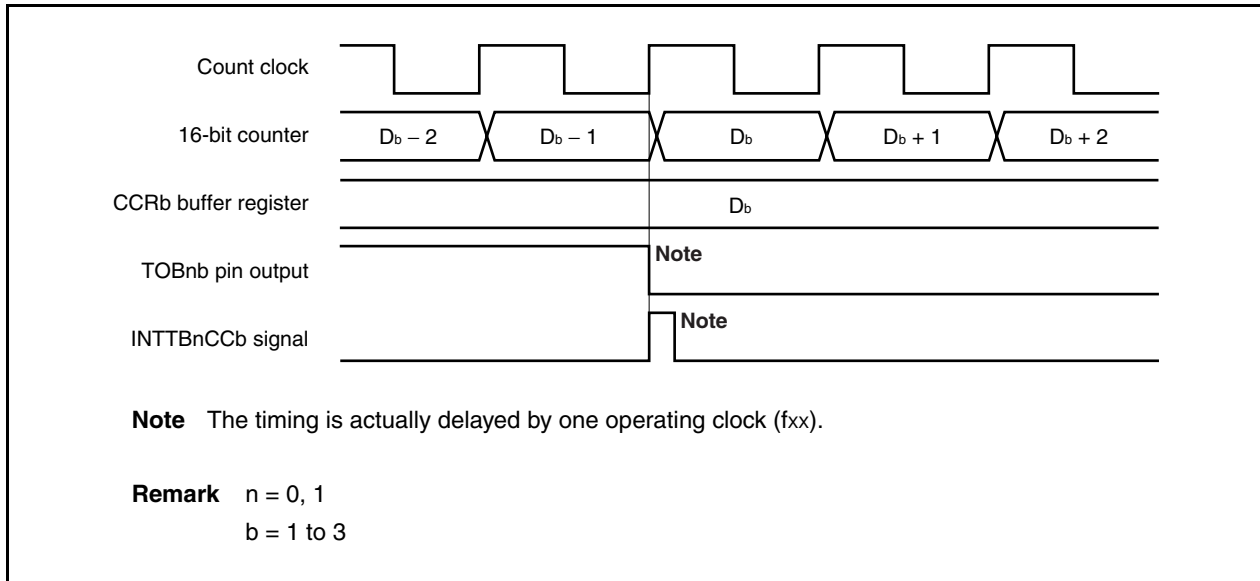 Count clock
16-bit counter
Db − 2
Db − 1
Db
Db + 1
Db + 2
CCRb buffer register
Db
TOBnb pin output
Note
INTTBnCCb signal
Note
Note The timing is actually delayed by one operating clock (fxx).
Remark n = 0, 1
b = 1 to 3